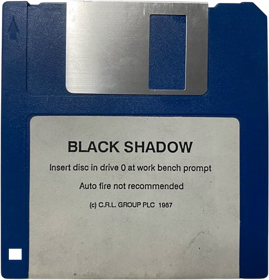 BLACK SHADOW
Insert disc in drive 0 at work bench prompt
Auto fire not recommended
(c) C.R.L. GROUP PLC 1987